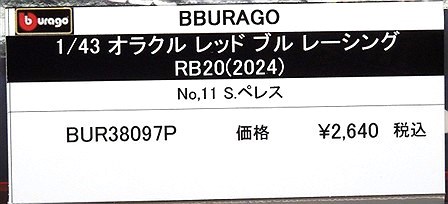 burago
BBURAGO
1/43 オラクル レッド ブル レーシング
RB20(2024)
No,11 S.ペレス
BUR38097P 価格 ¥2,640 税込